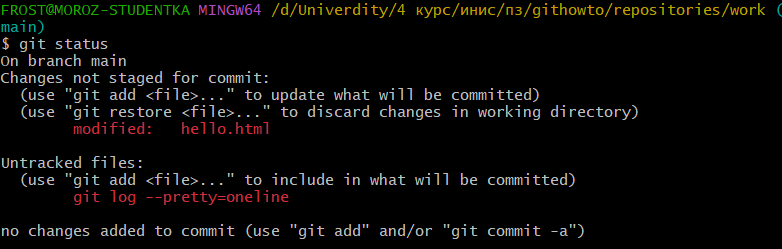 FROST@MOROZ-STUDENTKA MINGW64 /d/Univerdity/4 курс/инис/пз/githowto/repositories/work (
main)
$ git status
On branch main
Changes not staged for commit:
  (use "git add <file>..." to update what will be committed)
  (use "git restore <file>..." to discard changes in working directory)
        modified:   hello.html

Untracked files:
  (use "git add <file>..." to include in what will be committed)
        git log --pretty=oneline

no changes added to commit (use "git add" and/or "git commit -a")